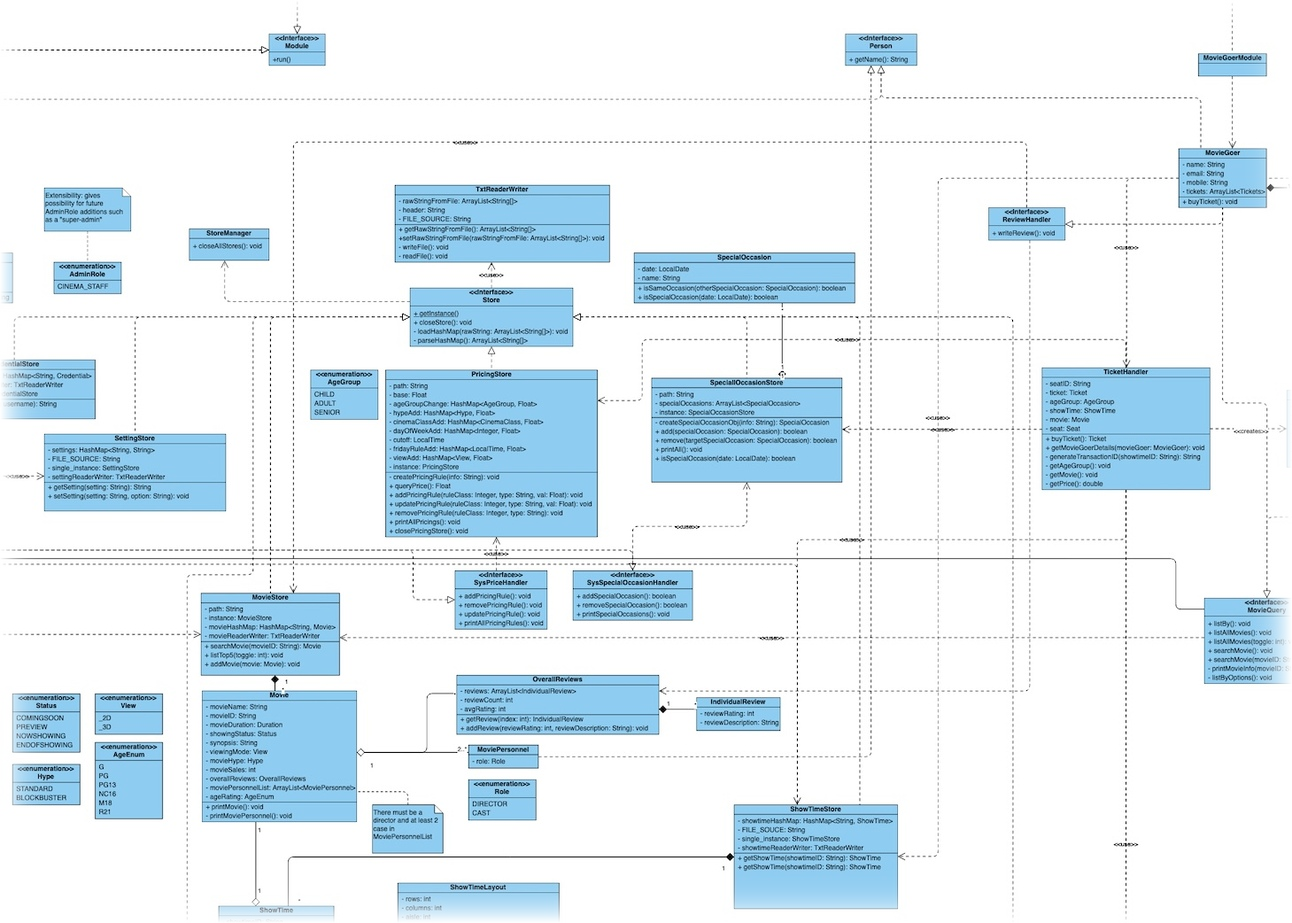 <<Interface>>
Module
+run()
<<Interface>>
Person
+ getName(): String
MovieGoerModule
MovieGoer
- name: String
- email: String
- mobile: String
- tickets: ArrayList<Tickets>
+ buyTicket(): void
<<uses>>
Extensibility: gives
possibility for future
AdminRole additions such
as a "super-admin"
<<enumeration>>
AdminRole
CINEMA_STAFF
StoreManager
+ closeAllStores(): void
TxtReaderWriter
- rawStringFromFile: ArrayList<String[]>
- header: String
- FILE_SOURCE: String
+ getRawStringFromFile(): ArrayList<String[]>
+setRawStringFromFile(rawStringFromFile: ArrayList<String[]>): void
- writeFile(): void
- readFile(): void
<<uses>>
ReviewHandler
+ writeReview(): void
<<uses>>
SpecialOccasion
- date: LocalDate
- name: String
+ isSameOccasion(otherSpecialOccasion: SpecialOccasion): boolean
+ isSpecialOccasion(date: LocalDate): boolean
<<Interface>>
Store
+ getInstance()
+ closeStore(): void
- loadHashMap(rawString: ArrayList<String[]>): void
- parseHashMap(): ArrayList<String[]>
<<uses>>
entialStore
HashMap<String, Credential>
er: TxtReaderWriter
entialStore
sername): String
<<enumeration>>
AgeGroup
CHILD
ADULT
SENIOR
PricingStore
- path: String
- base: Float
- ageGroupChange: HashMap<AgeGroup, Float>
- hypeAdd: HashMap<Hype, Float>
- cinemaClassAdd: HashMap<CinemaClass, Float>
- dayOfWeekAdd: HashMap<Integer, Float>
- cutoff: LocalTime
- fridayRuleAdd: HashMap<LocalTime, Float>
- viewAdd: HashMap<View, Float>
- instance: PricingStore
- createPricingRule(info: String): void
+ queryPrice(): Float
+ addPricingRule(ruleClass: Integer, type: String, val: Float): void
+ updatePricingRule(ruleClass: Integer, type: String, val: Float): void
+ removePricingRule(ruleClass: Integer, type: String): void
+ printAllPricings(): void
+ closePricingStore(): void
SpecialOccasionStore
- path: String
- specialOccasions: ArrayList<SpecialOccasion>
- instance: SpecialOccasionStore
- createSpecialOccasionObj(info: String): SpecialOccasion
+ add(specialOccasion: SpecialOccasion): boolean
+ remove(targetSpecialOccasion: SpecialOccasion): boolean
+ printAll(): void
+ isSpecialOccasion(date: LocalDate): boolean
TicketHandler
- seatID: String
- ticket: Ticket
- ageGroup: AgeGroup
- showTime: ShowTime
- movie: Movie
- seat: Seat
+ buyTicket(): Ticket
+ getMovieGoerDetails(movieGoer: MovieGoer): void
- generateTransactionID(showtimeID: String): String
- getAgeGroup(): void
- getMovie(): void
- getPrice(): double
<<uses>>
<<uses>>
<<creates>>
SettingStore
- settings: HashMap<String, String>
- FILE_SOURCE: String
- single_instance: SettingStore
- settingReaderWriter: TxtReaderWriter
+ getSetting(setting: String): String
+ setSetting(setting: String, option: String): void
<<uses>>
<<uses>>
<<uses>>
<<uses>>
<<Interface>>
SysPriceHandler
+ addPricingRule(): void
+ removePricingRule(): void
+ updatePricingRule(): void
+ printAllPricingRules(): void
<<Interface>>
SysSpecialOccasionHandler
+ addSpecialOccasion(): boolean
+ removeSpecialOccasion(): boolean
+ printSpecialOccasions(): void
MovieStore
- path: String
- instance: MovieStore
- movieHashMap: HashMap<String, Movie>
- movieReaderWriter: TxtReaderWriter
+ searchMovie(movieID: String): Movie
+ listTop5(toggle: int): void
+ addMovie(movie: Movie): void
<<Interface>>
MovieQuery
+ listBy(): void
+ listAllMovies(): void
+ listAllMovies(toggle: int):
+ searchMovie(): void
+ searchMovie(movieID: S
- printMovieInfo(movieID:
- listByOptions(): void
<<uses>>
1
<<enumeration>>
Status
COMINGSOON
PREVIEW
NOWSHOWING
ENDOFSHOWING
<<enumeration>>
View
_2D
_3D
<<enumeration>>
AgeEnum
G
PG
PG13
NC16
M18
R21
<<enumeration>>
Hype
STANDARD
BLOCKBUSTER
Movie
- movieName: String
- movieID: String
- movieDuration: Duration
- showingStatus: Status
- synopsis: String
- viewingMode: View
- movieHype: Hype
- movieSales: int
- overallReviews: OverallReviews
- moviePersonnelList: ArrayList<MoviePersonnel>
- ageRating: AgeEnum
+ printMovie(): void
- printMoviePersonnel(): void
OverallReviews
- reviews: ArrayList<IndividualReview>
- reviewCount: int
- avgRating: int
+ getReview(index: int): IndividualReview
+ addReview(reviewRating: int, reviewDescription: String): void
1
IndividualReview
- reviewRating: int
- reviewDescription: String
1
2..*
MoviePersonnel
- role: Role
<<enumeration>>
Role
DIRECTOR
CAST
There must be a
director and at least 2
case in
MoviePersonnelList
ShowTimeStore
- showtimeHashMap: HashMap<String, ShowTime>
- FILE_SOUCE: String
- single_instance: ShowTimeStore
- showtimeReaderWriter: TxtReaderWriter
+ getShowTime(showtimeID: String): ShowTime
+ getShowTime(showtimeID: String): ShowTime
1
<<uses>>
1
1
ShowTime
ShowTimeLayout
- rows: int
- columns: int
- aisle: int